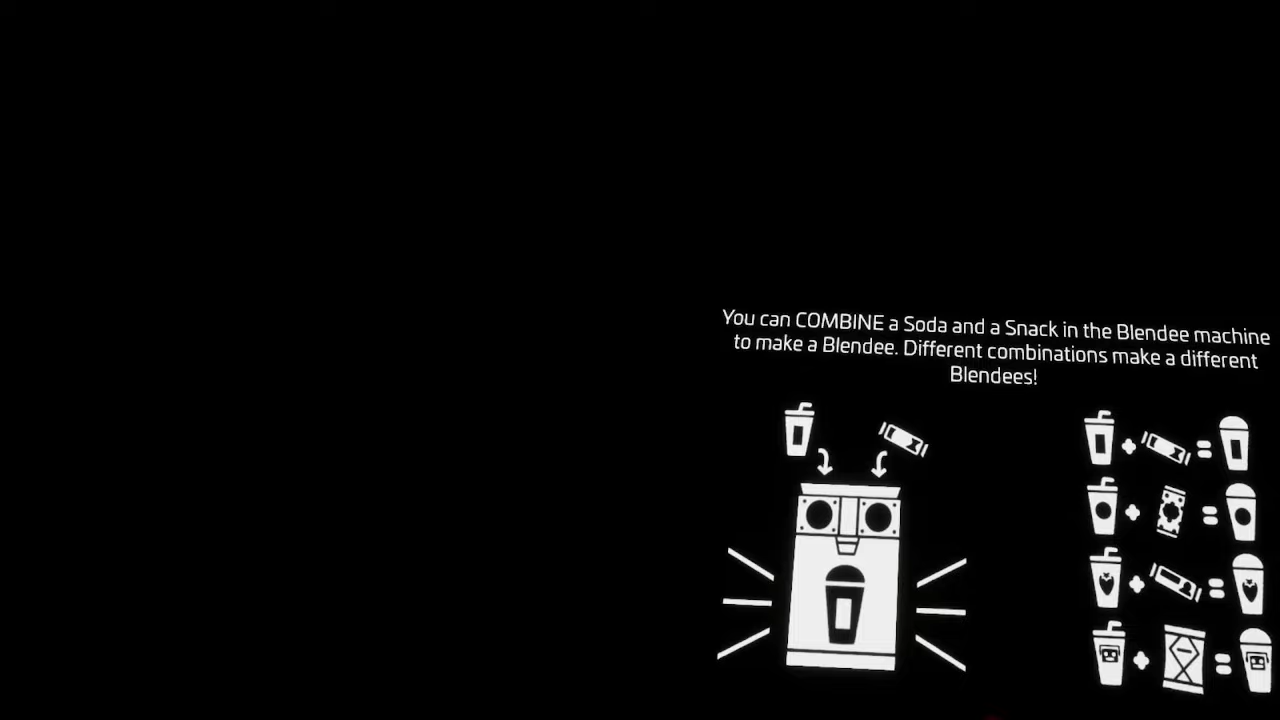 You can COMBINE a Soda and a Snack in the Blendee machine
to make a Blendee. Different combinations make a different
Blendees!